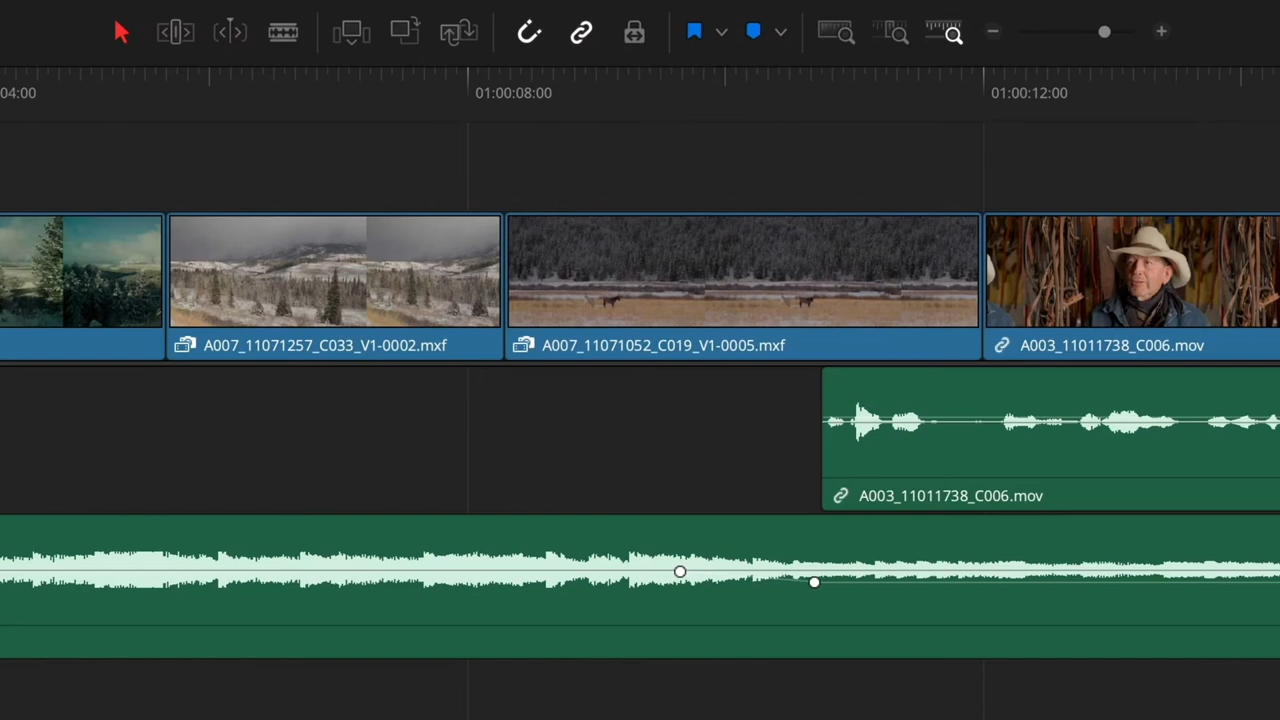 04:00
01:00:08:00
01:00:12:00
A007_11071257_C033_V1-0002.mxf
A007_11071052_C019_V1-0005.mxf
A003_11011738_C006.mov
A003_11011738_C006.mov